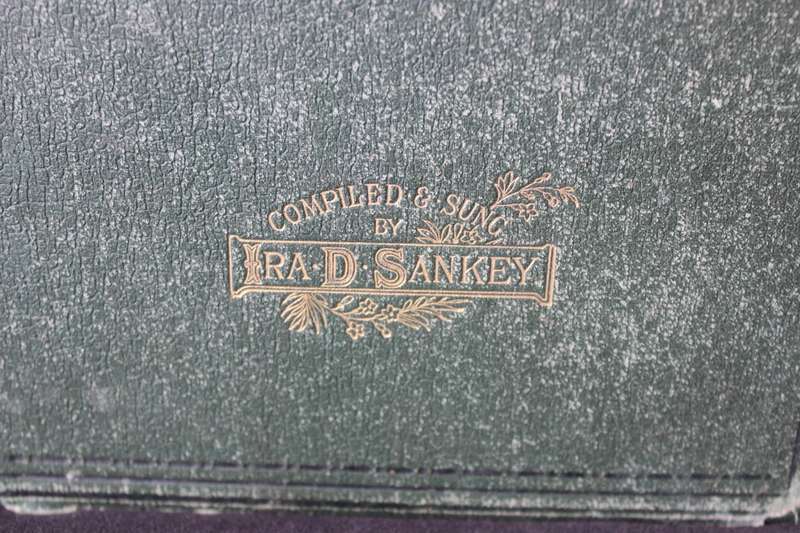 COMPILED & SUNG
BY
IRA·D·SANKEY